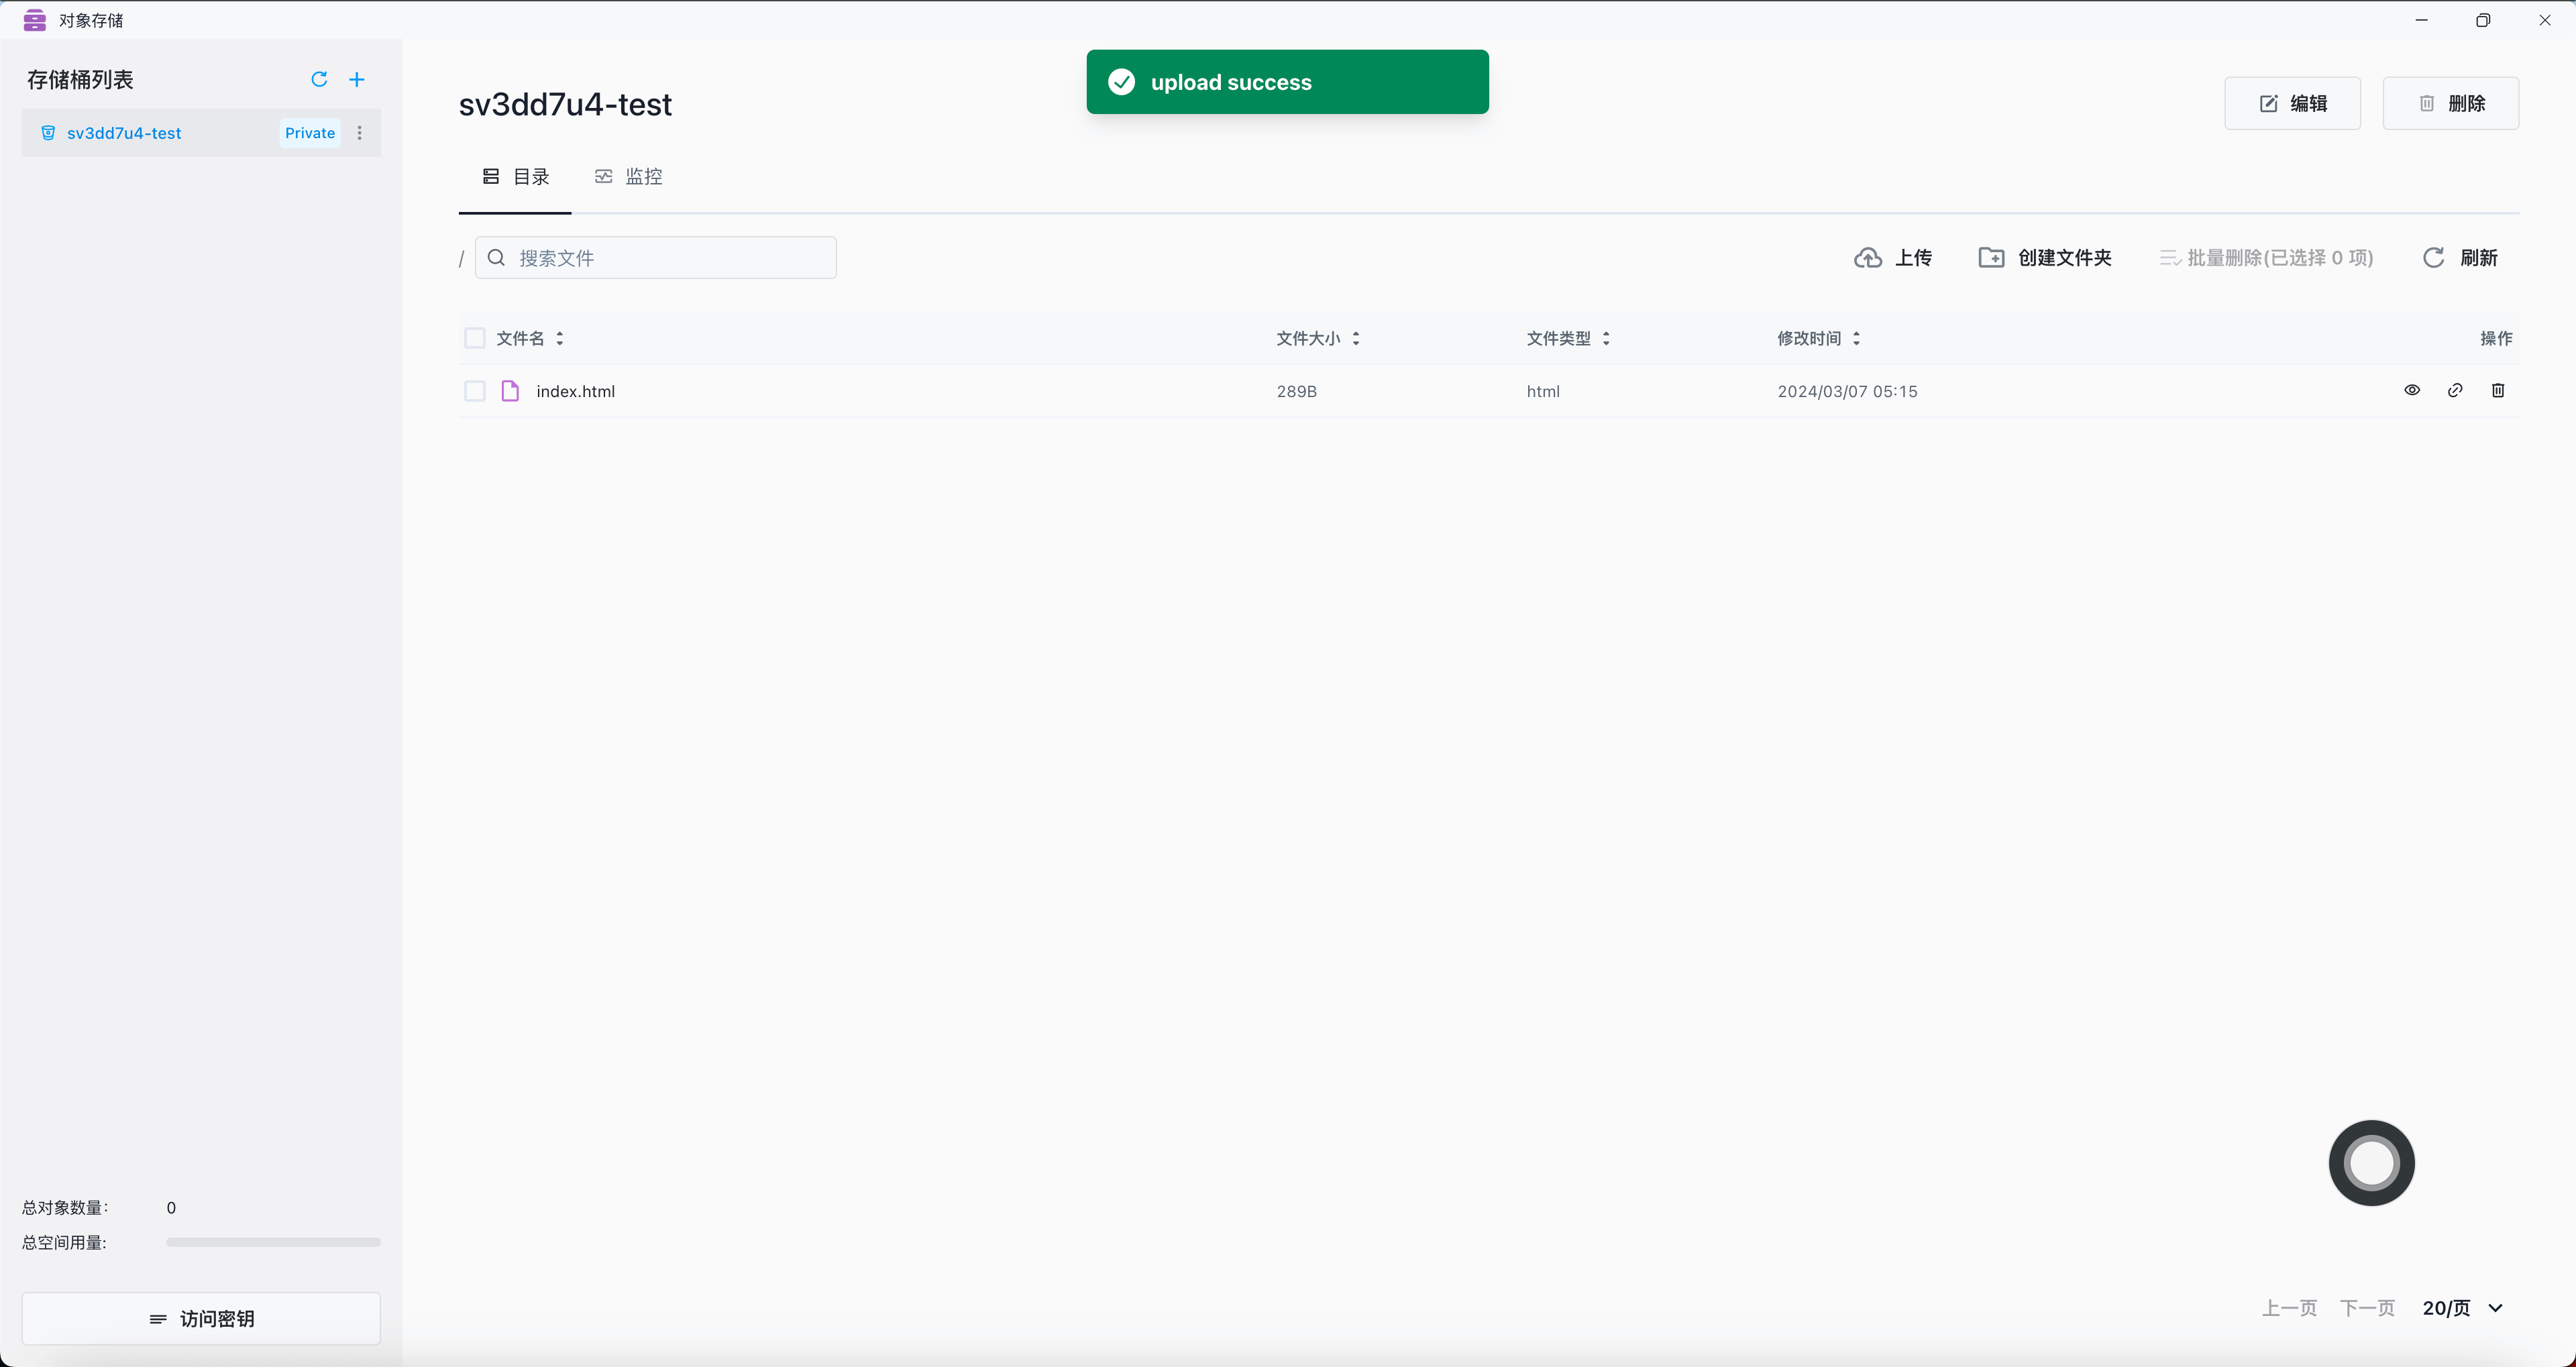 对象存储
存储桶列表
sv3dd7u4-test Private
总对象数量: 0
总空间用量:
访问密钥
upload success
sv3dd7u4-test
编辑 删除
目录 监控
/ 搜索文件 上传 创建文件夹 批量删除(已选择 0 项) 刷新
文件名 文件大小 文件类型 修改时间 操作
index.html 289B html 2024/03/07 05:15
上一页 下一页 20/页